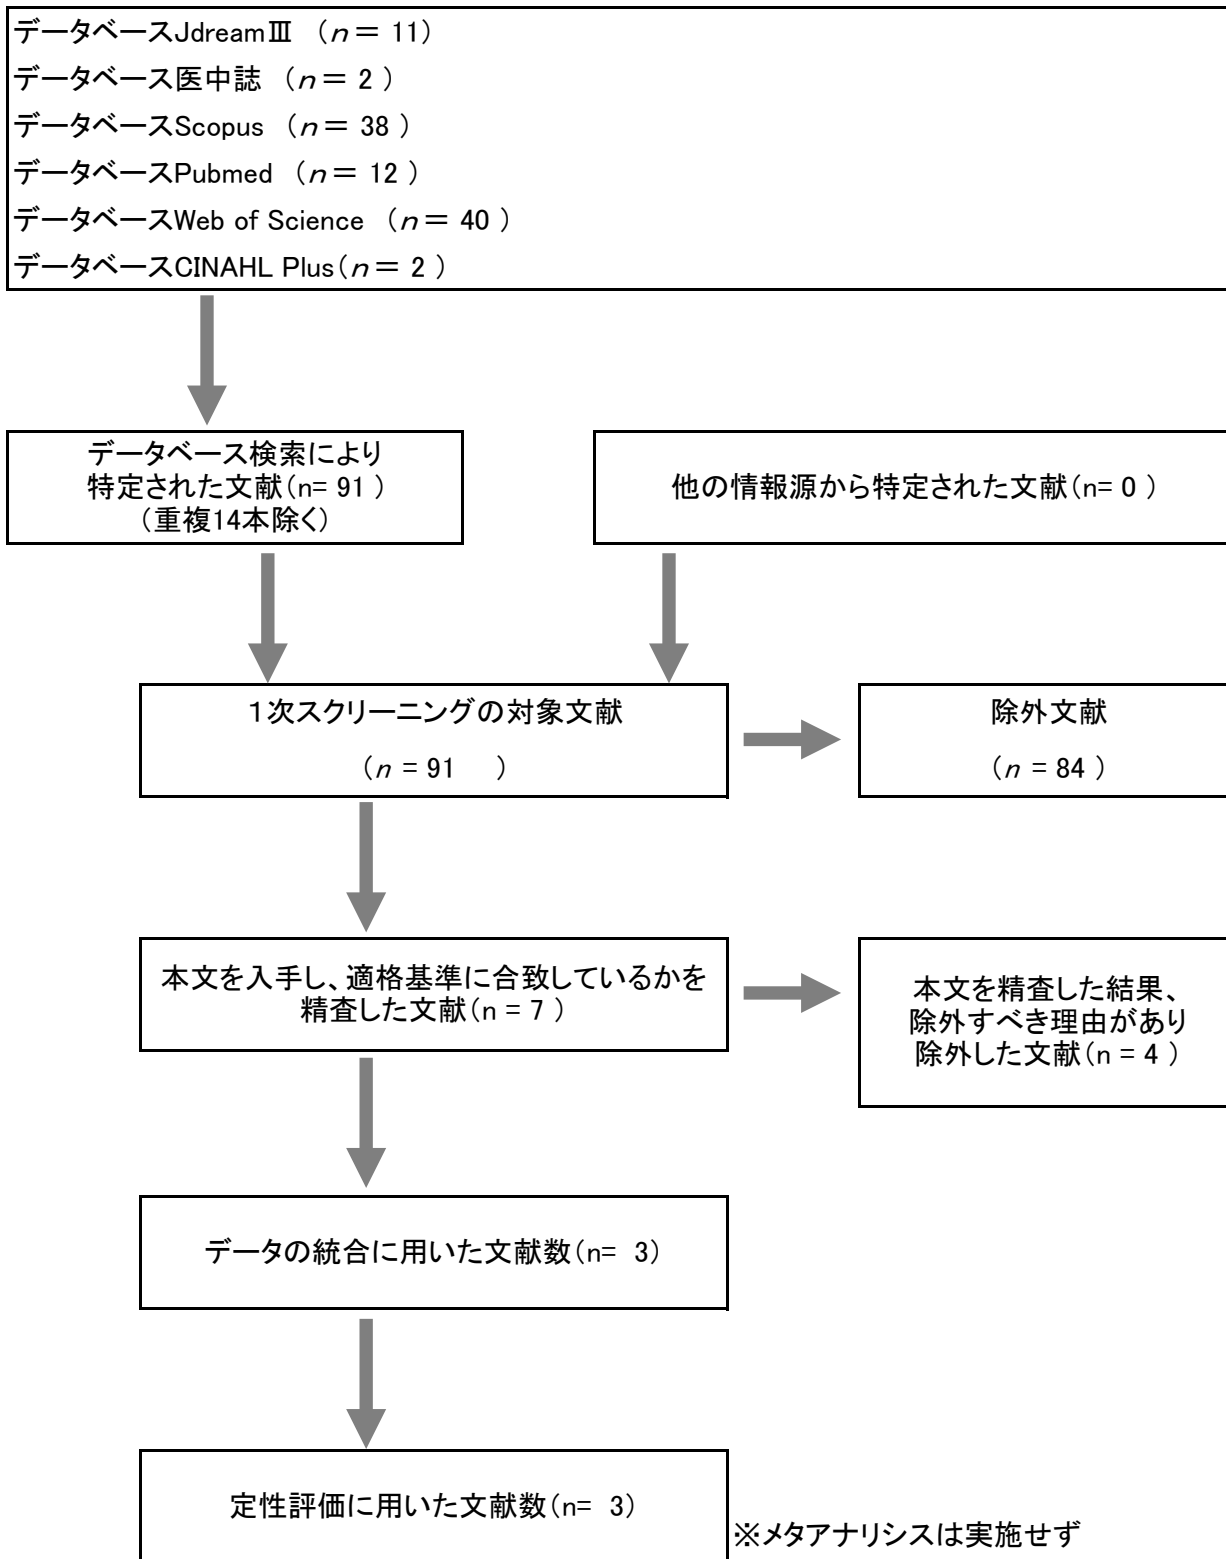 データベースJdreamⅢ （n＝ 11）
データベース医中誌 （n＝ 2 ）
データベースScopus （n＝ 38 ）
データベースPubmed （n＝ 12 ）
データベースWeb of Science （n＝ 40 ）
データベースCINAHL Plus（n＝ 2 ）
データベース検索により
特定された文献（n= 91 ）
（重複14本除く）
他の情報源から特定された文献（n= 0 ）
1次スクリーニングの対象文献
（n = 91 ）
除外文献
（n = 84 ）
本文を入手し、適格基準に合致しているかを
精査した文献（n = 7 ）
本文を精査した結果、
除外すべき理由があり
除外した文献（n = 4 ）
データの統合に用いた文献数（n= 3）
定性評価に用いた文献数（n= 3）
※メタアナリシスは実施せず